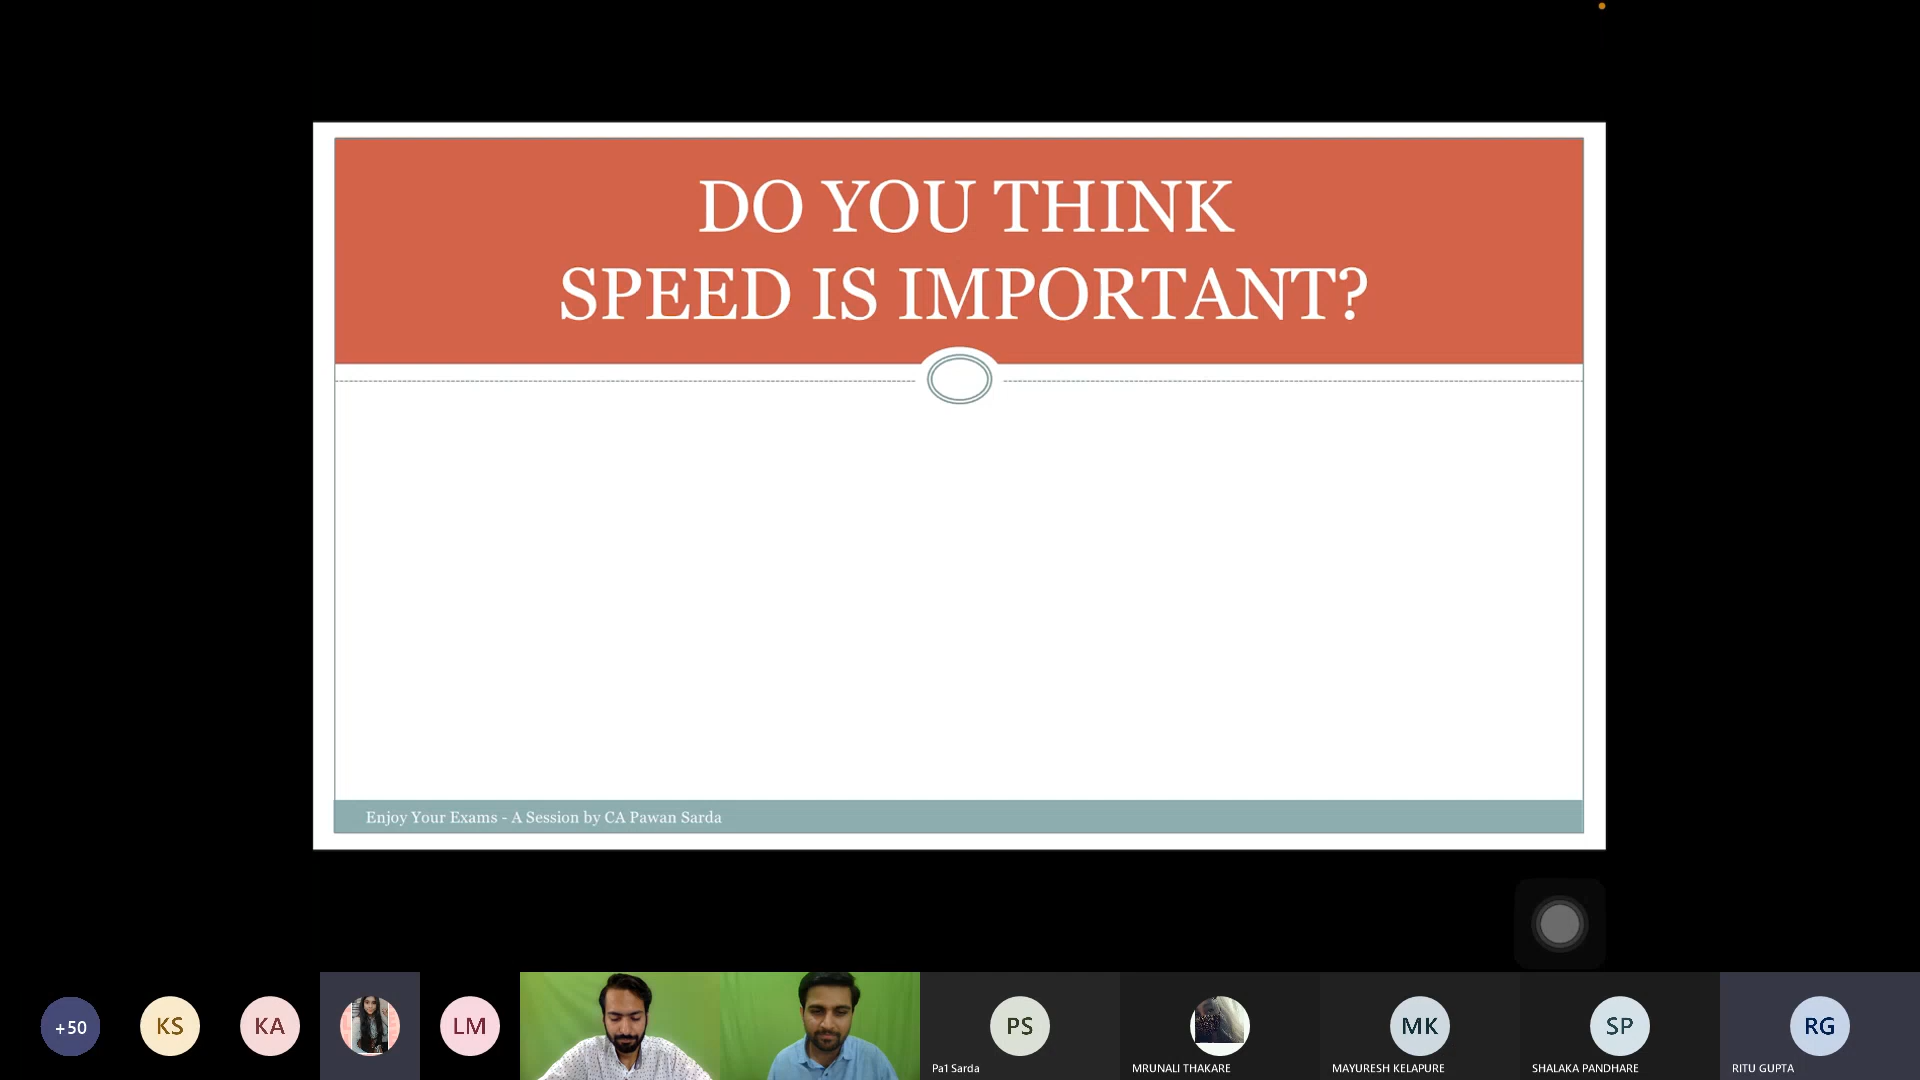 DO YOU THINK
SPEED IS IMPORTANT?
Enjoy Your Exams - A Session by CA Pawan Sarda
+50
KS
KA
LM
PS
MK
SP
RG
Pa1 Sarda
MRUNALI THAKARE
MAYURESH KELAPURE
SHALAKA PANDHARE
RITU GUPTA